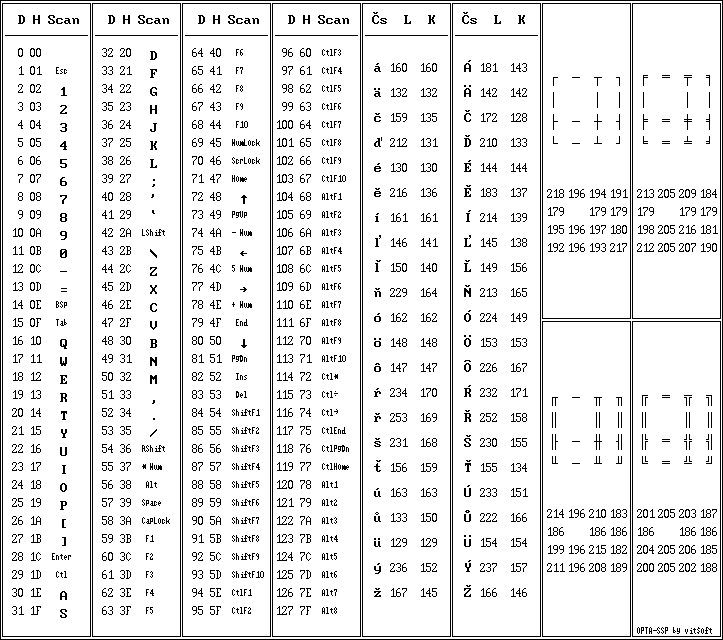 D H Scan
0 00
1 01 Esc
2 02 1
3 03 2
4 04 3
5 05 4
6 06 5
7 07 6
8 08 7
9 09 8
10 0A 9
11 0B 0
12 0C -
13 0D =
14 0E BSP
15 0F Tab
16 10 Q
17 11 W
18 12 E
19 13 R
20 14 T
21 15 Y
22 16 U
23 17 I
24 18 O
25 19 P
26 1A [
27 1B ]
28 1C Enter
29 1D Ctl
30 1E A
31 1F S
D H Scan
32 20 D
33 21 F
34 22 G
35 23 H
36 24 J
37 25 K
38 26 L
39 27 ;
40 28 '
41 29 `
42 2A LShift
43 2B \
44 2C Z
45 2D X
46 2E C
47 2F V
48 30 B
49 31 N
50 32 M
51 33 ,
52 34 .
53 35 /
54 36 RShift
55 37 * Num
56 38 Alt
57 39 Space
58 3A CapLock
59 3B F1
60 3C F2
61 3D F3
62 3E F4
63 3F F5
D H Scan
64 40 F6
65 41 F7
66 42 F8
67 43 F9
68 44 F10
69 45 NumLock
70 46 ScrLock
71 47 Home
72 48 ↑
73 49 PgUp
74 4A - Num
75 4B ←
76 4C 5 Num
77 4D →
78 4E + Num
79 4F End
80 50 ↓
81 51 PgDn
82 52 Ins
83 53 Del
84 54 ShiftF1
85 55 ShiftF2
86 56 ShiftF3
87 57 ShiftF4
88 58 ShiftF5
89 59 ShiftF6
90 5A ShiftF7
91 5B ShiftF8
92 5C ShiftF9
93 5D ShiftF10
94 5E CtlF1
95 5F CtlF2
D H Scan
96 60 CtlF3
97 61 CtlF4
98 62 CtlF5
99 63 CtlF6
100 64 CtlF7
101 65 CtlF8
102 66 CtlF9
103 67 CtlF10
104 68 AltF1
105 69 AltF2
106 6A AltF3
107 6B AltF4
108 6C AltF5
109 6D AltF6
110 6E AltF7
111 6F AltF8
112 70 AltF9
113 71 AltF10
114 72 Ctl*
115 73 Ctl÷
116 74 Ctl→
117 75 CtlEnd
118 76 CtlPgDn
119 77 CtlHome
120 78 Alt1
121 79 Alt2
122 7A Alt3
123 7B Alt4
124 7C Alt5
125 7D Alt6
126 7E Alt7
127 7F Alt8
Čs L K
á 160 160
ä 132 132
č 159 135
ď 212 131
é 130 130
ě 216 136
í 161 161
ľ 146 141
ĺ 150 140
ň 229 164
ó 162 162
ö 148 148
ô 147 147
ŕ 234 170
ř 253 169
š 231 168
ť 156 159
ú 163 163
ů 133 150
ü 129 129
ý 236 152
ž 167 145
Čs L K
Á 181 143
Ä 142 142
Č 172 128
Ď 210 133
É 144 144
Ě 183 137
Í 214 139
Ľ 145 138
Ĺ 149 156
Ň 213 165
Ó 224 149
Ö 153 153
Ô 226 167
Ŕ 232 171
Ř 252 158
Š 230 155
Ť 155 134
Ú 233 151
Ů 222 166
Ü 154 154
Ý 237 157
Ž 166 146
┌ ─ ┬ ┐
│ │ │
├ ─ ┼ ┤
└ ─ ┴ ┘
218 196 194 191
179 179 179
195 196 197 180
192 196 193 217
╒ ═ ╤ ╕
│ │ │
╞ ═ ╪ ╡
╘ ═ ╧ ╛
213 205 209 184
179 179 179
198 205 216 181
212 205 207 190
╓ ─ ╥ ╖
║ ║ ║
╟ ─ ╫ ╢
╙ ─ ╨ ╜
214 196 210 183
186 186 186
199 196 215 182
211 196 208 189
╔ ═ ╦ ╗
║ ║ ║
╠ ═ ╬ ╣
╚ ═ ╩ ╝
201 205 203 187
186 186 186
204 205 206 185
200 205 202 188
OPTA-SSP by vitSoft